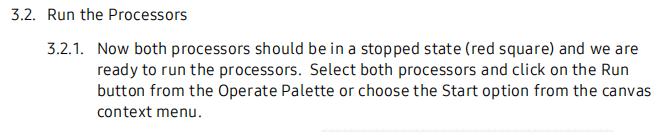 3.2. Run the Processors
3.2.1. Now both processors should be in a stopped state (red square) and we are
ready to run the processors. Select both processors and click on the Run
button from the Operate Palette or choose the Start option from the canvas
context menu.